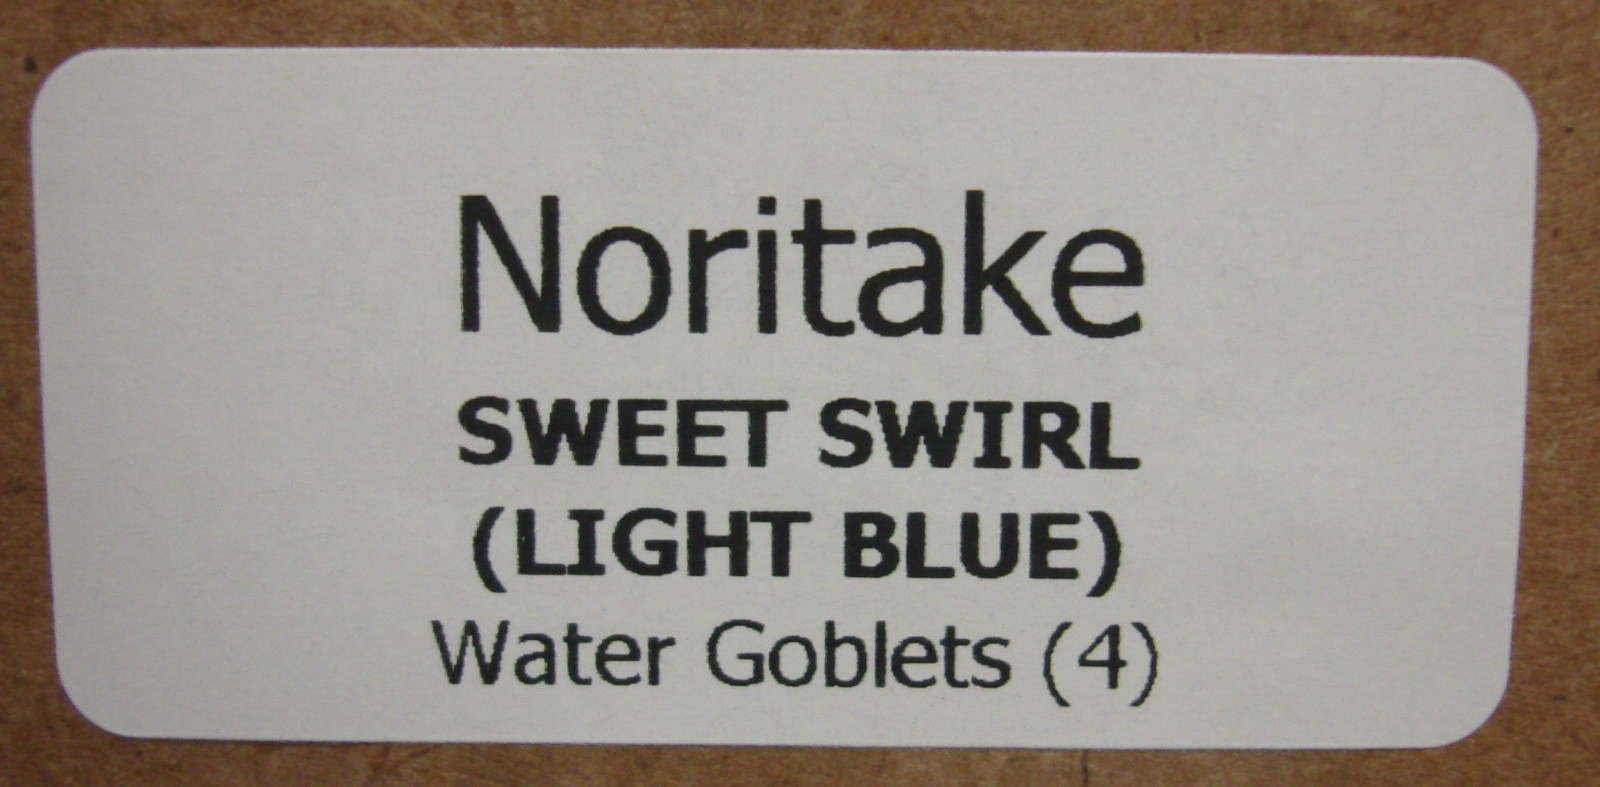 Noritake
SWEET SWIRL
(LIGHT BLUE)
Water Goblets (4)